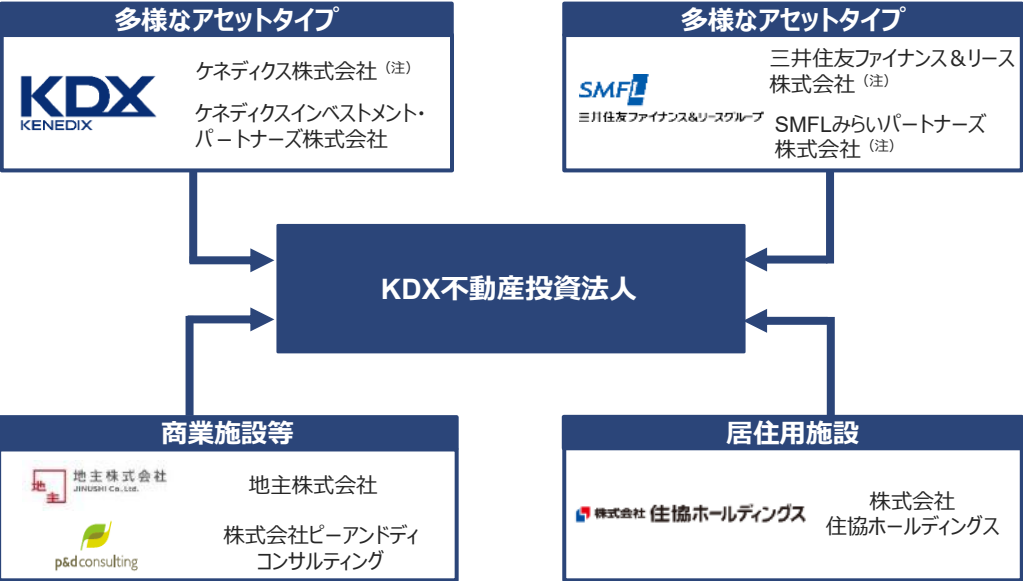 多様なアセットタイプ
KDX
KENEDIX
ケネディクス株式会社 (注)
ケネディクスインベストメント・
パートナーズ株式会社
多様なアセットタイプ
SMFL
三井住友ファイナンス&リースグループ
三井住友ファイナンス＆リース
株式会社 (注)
SMFLみらいパートナーズ
株式会社 (注)
KDX不動産投資法人
商業施設等
地主
地主株式会社
JINUSHI Co.,Ltd.
地主株式会社
p&d consulting
株式会社ピーアンドディ
コンサルティング
居住用施設
株式会社 住協ホールディングス
株式会社
住協ホールディングス